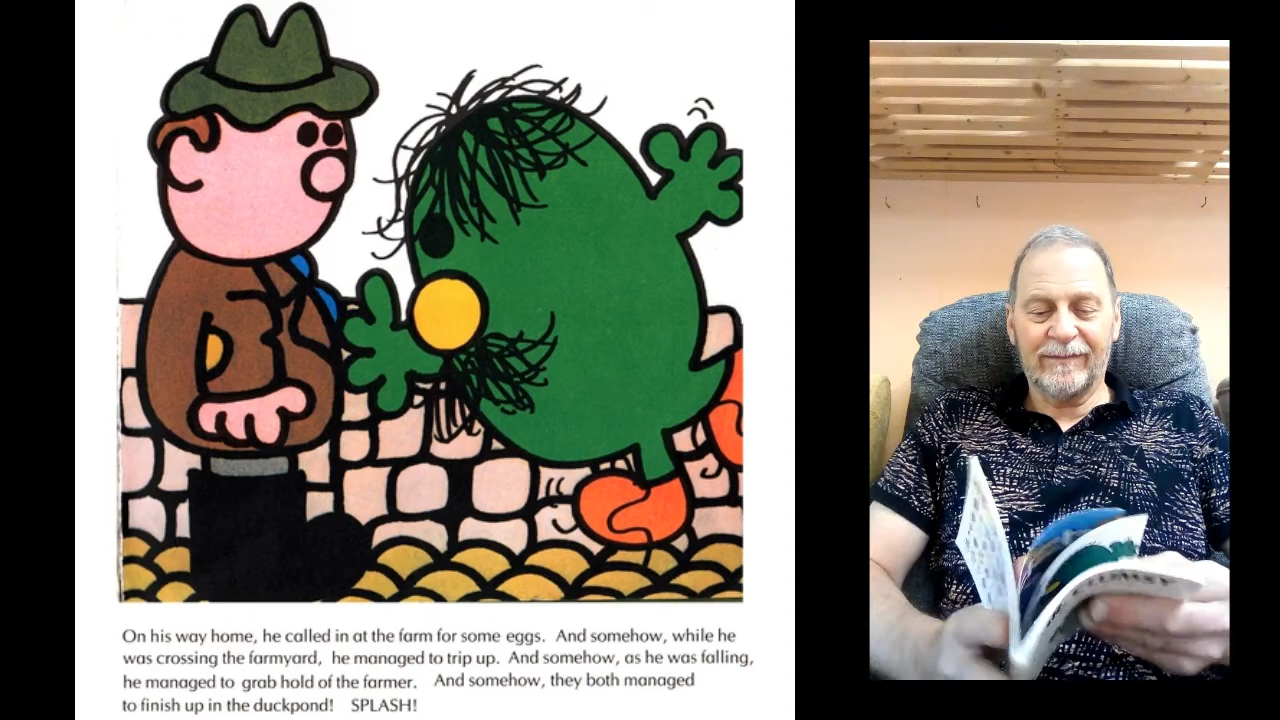 On his way home, he called in at the farm for some eggs. And somehow, while he
was crossing the farmyard, he managed to trip up. And somehow, as he was falling,
he managed to grab hold of the farmer. And somehow, they both managed
to finish up in the duckpond! SPLASH!